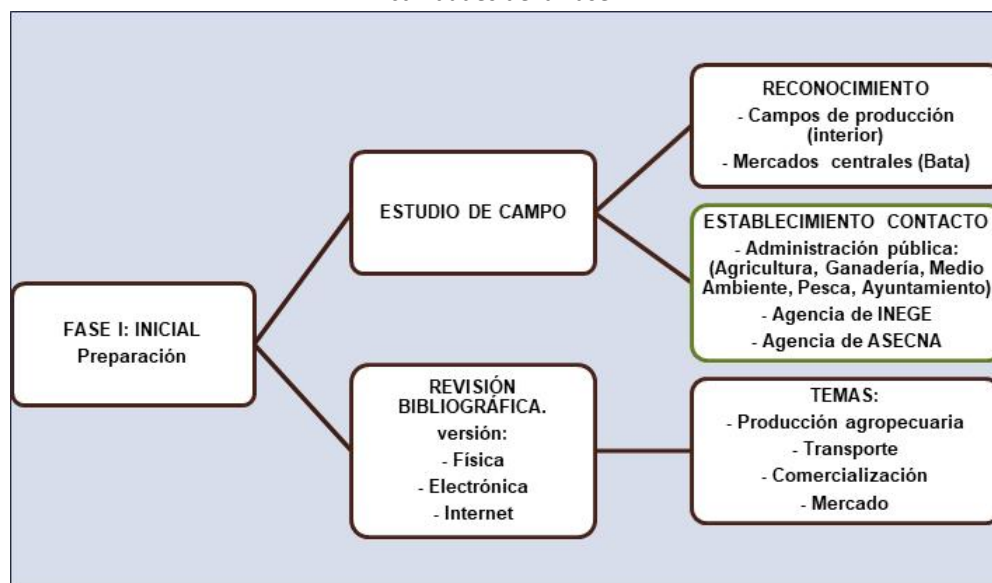 FASE I: INICIAL
Preparación
ESTUDIO DE CAMPO
RECONOCIMIENTO
- Campos de producción
(interior)
- Mercados centrales (Bata)
ESTABLECIMIENTO CONTACTO
- Administración pública:
(Agricultura, Ganadería, Medio
Ambiente, Pesca, Ayuntamiento)
- Agencia de INEGE
- Agencia de ASECNA
REVISIÓN
BIBLIOGRÁFICA.
versión:
- Física
- Electrónica
- Internet
TEMAS:
- Producción agropecuaria
- Transporte
- Comercialización
- Mercado